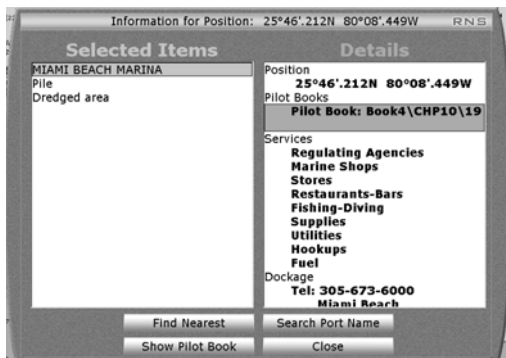 Information for Position: 25°46'.212N 80°08'.449W RNS
Selected Items
MIAMI BEACH MARINA
Pile
Dredged area
Details
Position
25°46'.212N 80°08'.449W
Pilot Books
Pilot Book: Book4\CHP10\19
Services
Regulating Agencies
Marine Shops
Stores
Restaurants-Bars
Fishing-Diving
Supplies
Utilities
Hookups
Fuel
Dockage
Tel: 305-673-6000
Miami Beach
Find Nearest
Search Port Name
Show Pilot Book
Close